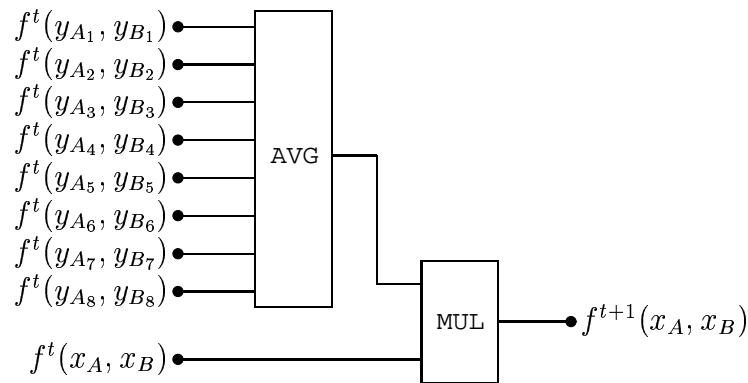 f^t(y_{A_1}, y_{B_1})
f^t(y_{A_2}, y_{B_2})
f^t(y_{A_3}, y_{B_3})
f^t(y_{A_4}, y_{B_4})
AVG
f^t(y_{A_5}, y_{B_5})
f^t(y_{A_6}, y_{B_6})
f^t(y_{A_7}, y_{B_7})
f^t(y_{A_8}, y_{B_8})
MUL
f^{t+1}(x_A, x_B)
f^t(x_A, x_B)